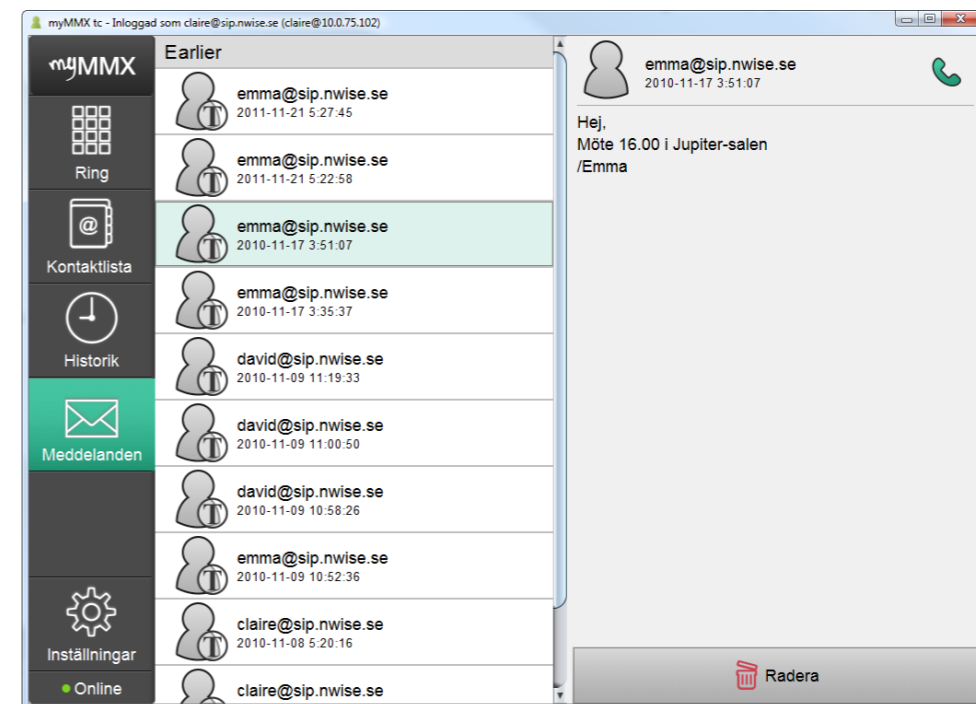 myMMX tc - Inloggad som claire@sip.nwise.se (claire@10.0.75.102)
myMMX
Ring
Kontaktlista
Historik
Meddelanden
Inställningar
Online
Earlier
emma@sip.nwise.se
2011-11-21 5:27:45
emma@sip.nwise.se
2011-11-21 5:22:58
emma@sip.nwise.se
2010-11-17 3:51:07
emma@sip.nwise.se
2010-11-17 3:35:37
david@sip.nwise.se
2010-11-09 11:19:33
david@sip.nwise.se
2010-11-09 11:00:50
david@sip.nwise.se
2010-11-09 10:58:26
emma@sip.nwise.se
2010-11-09 10:52:36
claire@sip.nwise.se
2010-11-08 5:20:16
claire@sip.nwise.se
emma@sip.nwise.se
2010-11-17 3:51:07
Hej,
Möte 16.00 i Jupiter-salen
/Emma
Radera